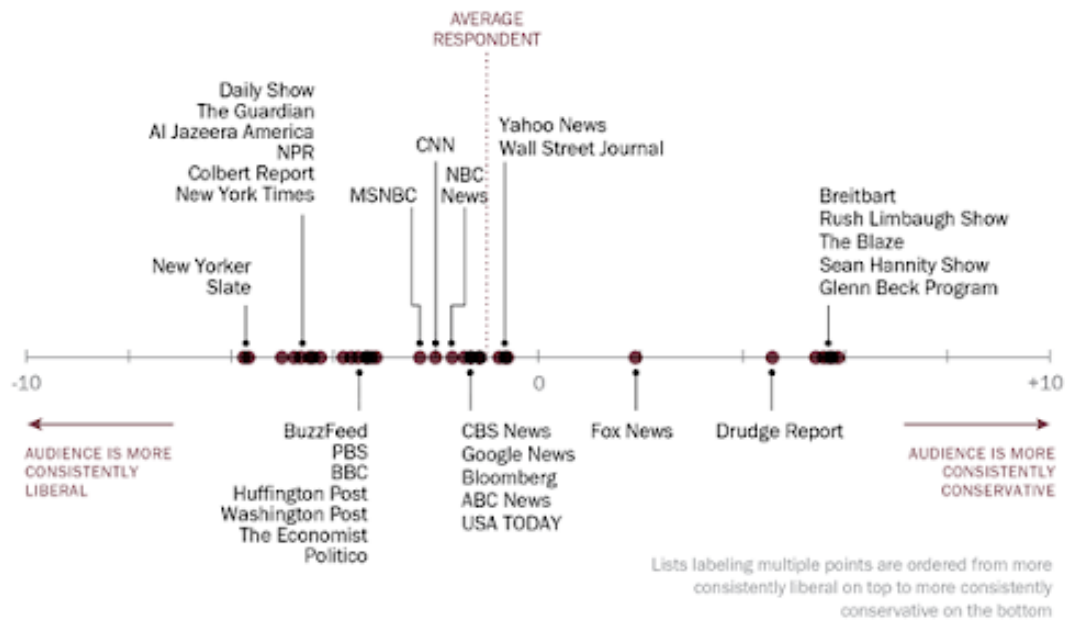 AVERAGE
RESPONDENT
Daily Show
The Guardian
Al Jazeera America
NPR
Colbert Report
New York Times
New Yorker
Slate
MSNBC
CNN
NBC
News
Yahoo News
Wall Street Journal
Breitbart
Rush Limbaugh Show
The Blaze
Sean Hannity Show
Glenn Beck Program
-10
0
+10
AUDIENCE IS MORE
CONSISTENTLY
LIBERAL
BuzzFeed
PBS
BBC
Huffington Post
Washington Post
The Economist
Politico
CBS News
Google News
Bloomberg
ABC News
USA TODAY
Fox News
Drudge Report
AUDIENCE IS MORE
CONSISTENTLY
CONSERVATIVE
Lists labeling multiple points are ordered from more
consistently liberal on top to more consistently
conservative on the bottom